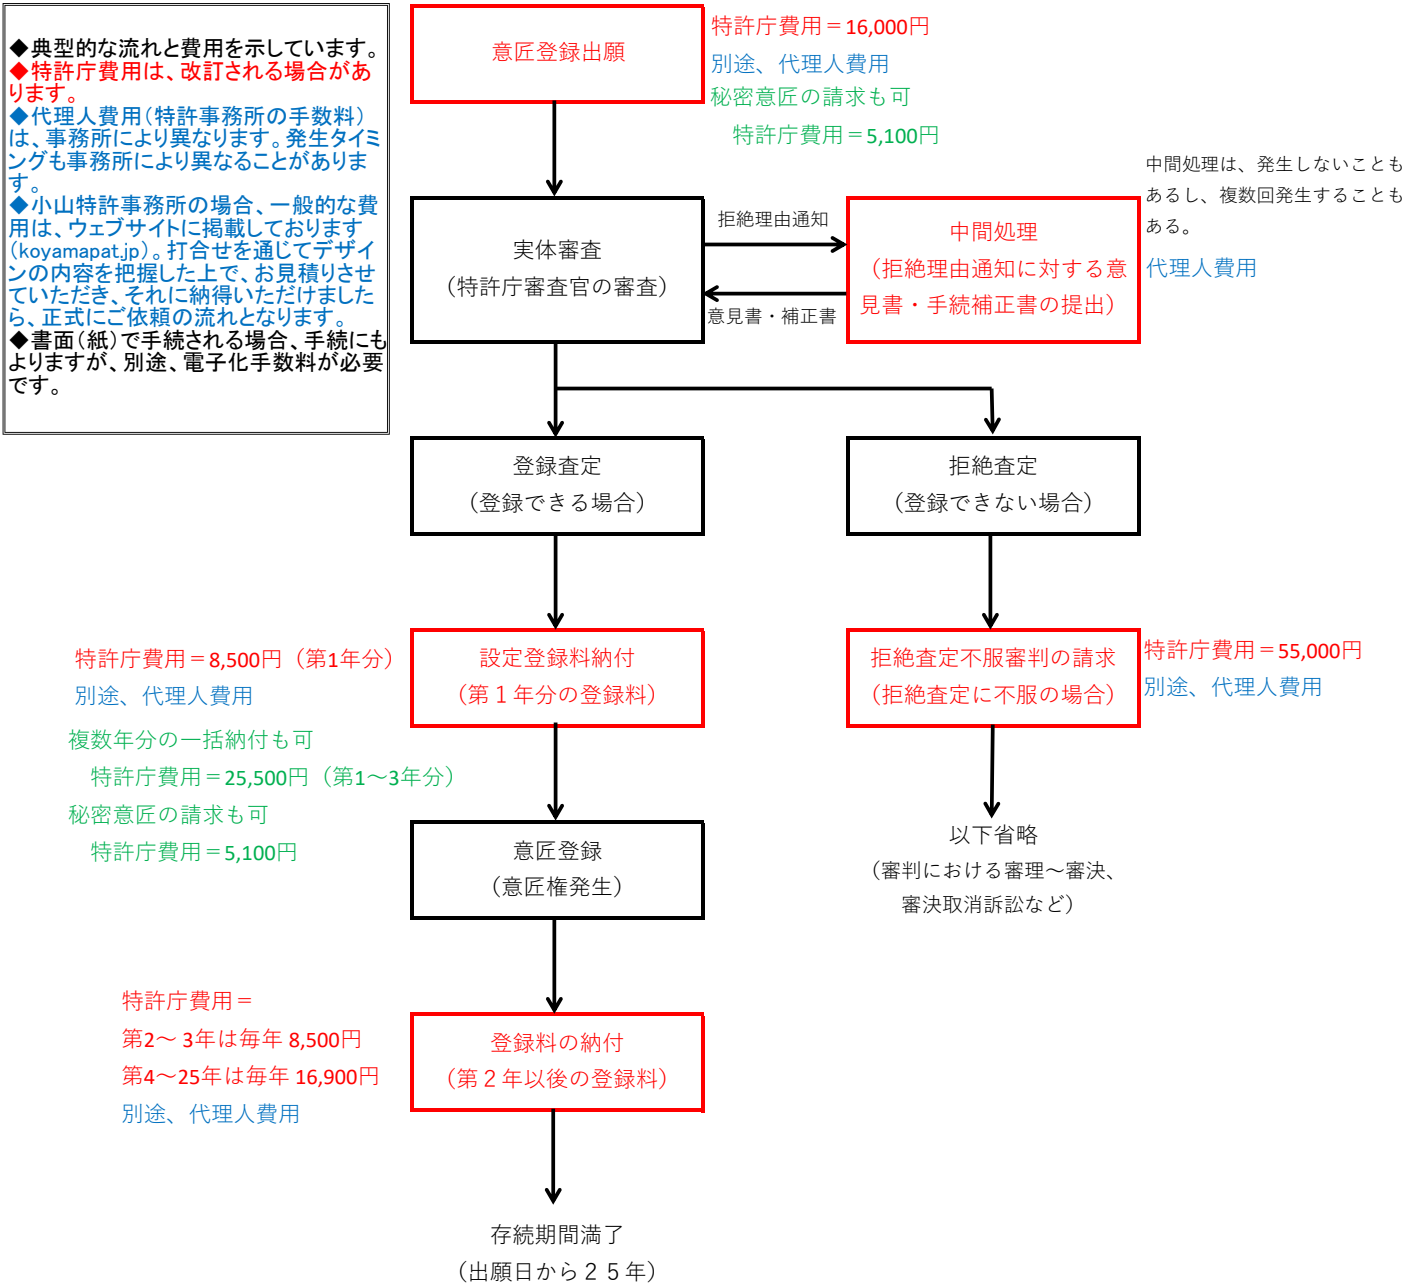 ◆典型的な流れと費用を示しています。
◆特許庁費用は、改訂される場合があ
ります。
◆代理人費用(特許事務所の手数料)
は、事務所により異なります。発生タイミ
ングも事務所により異なることがありま
す。
◆小山特許事務所の場合、一般的な費
用は、ウェブサイトに掲載しております
(koyamapat.jp)。打合せを通じてデザイ
ンの内容を把握した上で、お見積りさせ
ていただき、それに納得いただけました
ら、正式にご依頼の流れとなります。
◆書面(紙)で手続される場合、手続にも
よりますが、別途、電子化手数料が必要
です。
意匠登録出願
特許庁費用＝16,000円
別途、代理人費用
秘密意匠の請求も可
特許庁費用＝5,100円
実体審査
（特許庁審査官の審査）
拒絶理由通知
意見書・補正書
中間処理
（拒絶理由通知に対する意
見書・手続補正書の提出）
中間処理は、発生しないことも
あるし、複数回発生することも
ある。
代理人費用
登録査定
（登録できる場合）
拒絶査定
（登録できない場合）
特許庁費用＝8,500円（第1年分）
別途、代理人費用
複数年分の一括納付も可
特許庁費用＝25,500円（第1～3年分）
秘密意匠の請求も可
特許庁費用＝5,100円
設定登録料納付
（第１年分の登録料）
拒絶査定不服審判の請求
（拒絶査定に不服の場合）
特許庁費用＝55,000円
別途、代理人費用
以下省略
（審判における審理～審決、
審決取消訴訟など）
意匠登録
（意匠権発生）
特許庁費用＝
第2～ 3年は毎年 8,500円
第4～25年は毎年 16,900円
別途、代理人費用
登録料の納付
（第２年以後の登録料）
存続期間満了
（出願日から２５年）